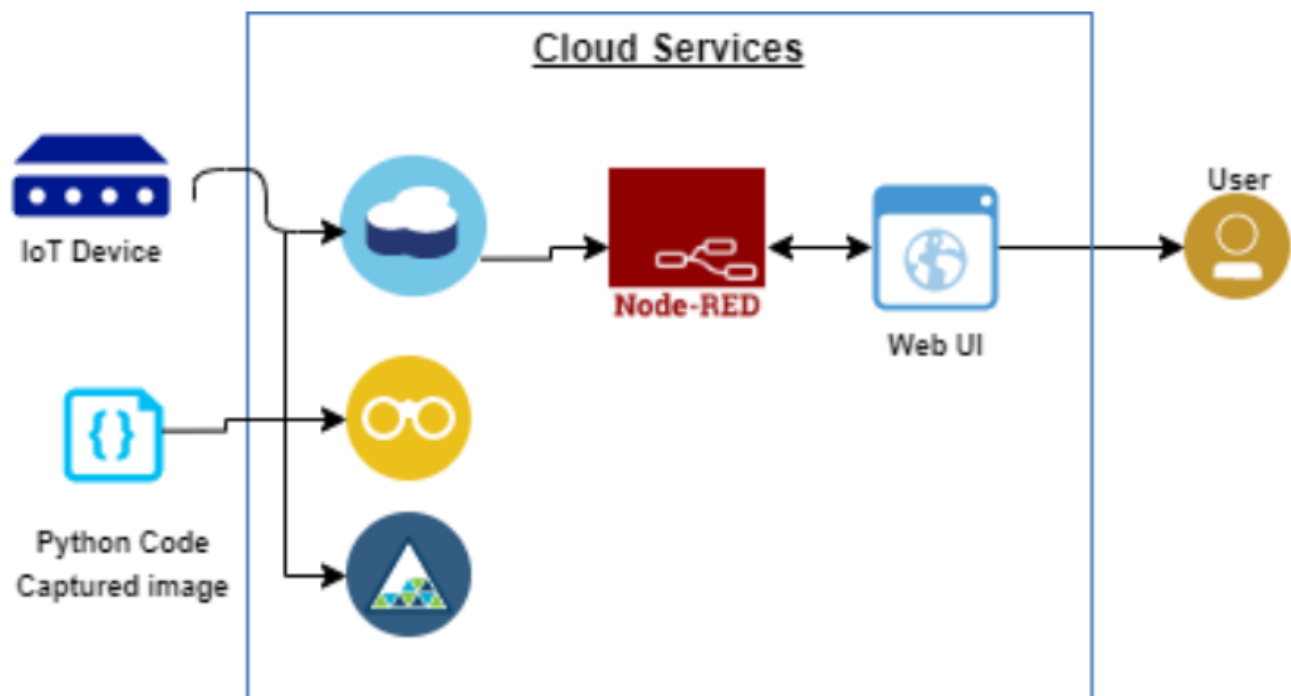 Cloud Services
User
IoT Device
Node-RED
Web UI
{}
Python Code
Captured image